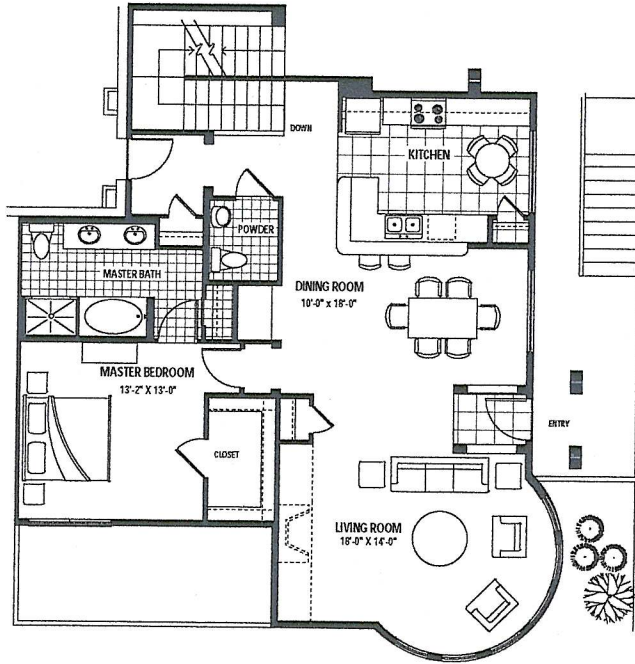 DOWN
KITCHEN
POWDER
MASTER BATH
DINING ROOM
10'-0" x 18'-0"
MASTER BEDROOM
13'-2" X 13'-0"
ENTRY
CLOSET
LIVING ROOM
18'-0" X 14'-0"